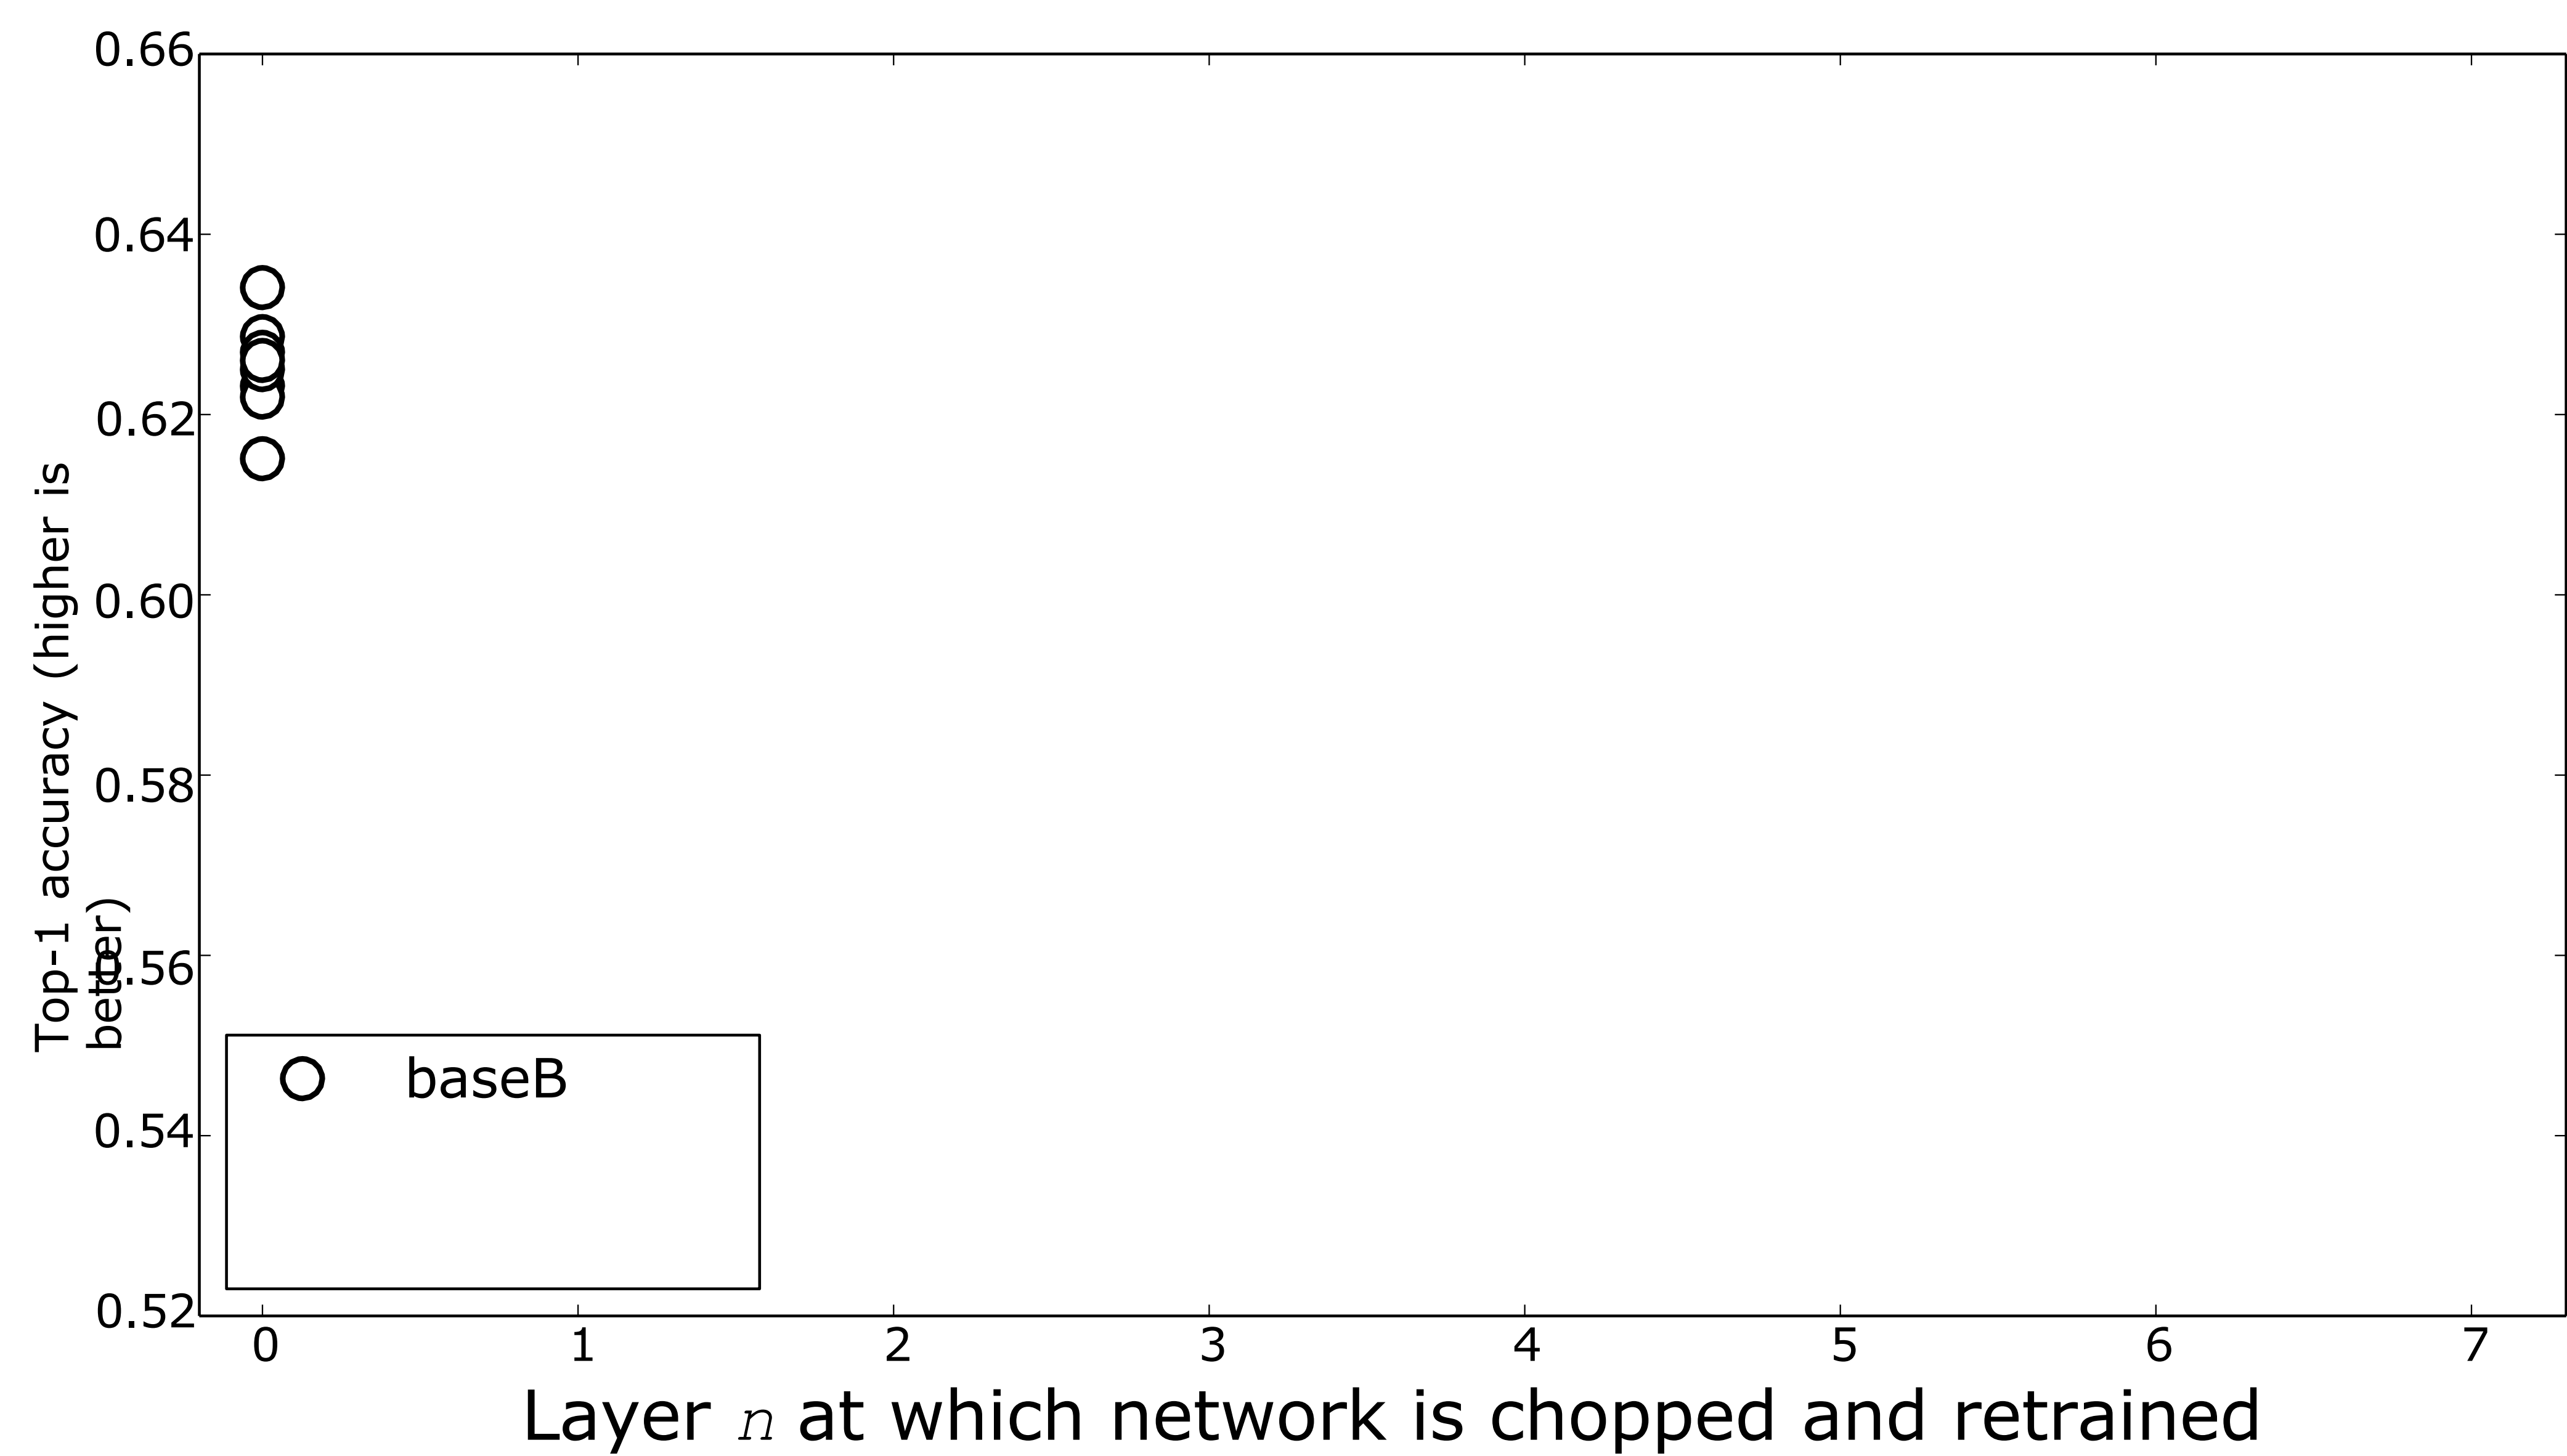 0.66
0.64
0.62
0.60
0.58
0.56
0.54
0.52
Top-1 accuracy (higher is
better)
baseB
0 1 2 3 4 5 6 7
Layer n at which network is chopped and retrained